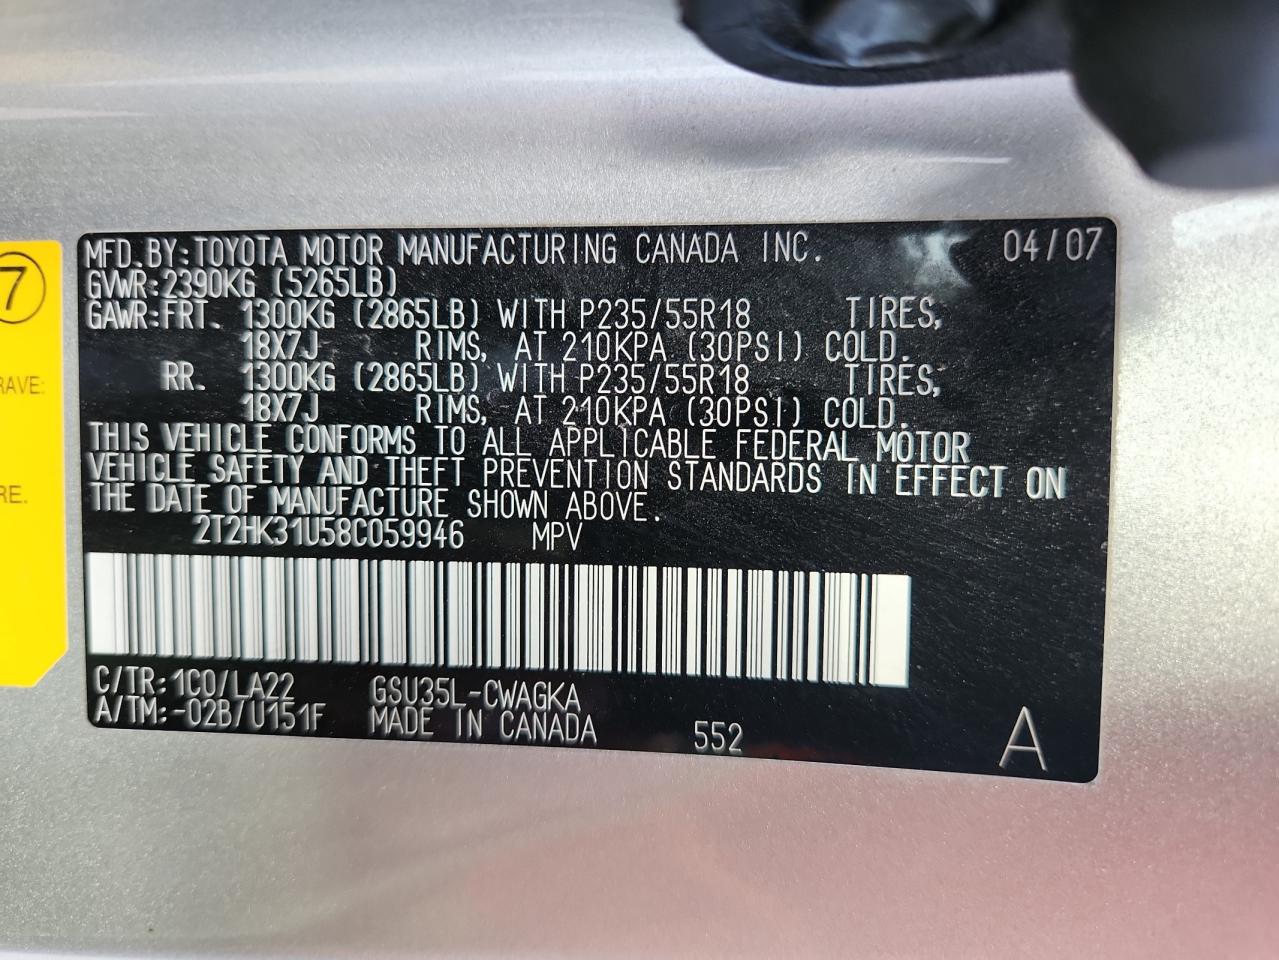 MFD.BY:TOYOTA MOTOR MANUFACTURING CANADA INC. 04/07
GVWR:2390KG (5265LB)
GAWR:FRT. 1300KG (2865LB) WITH P235/55R18 TIRES,
18X7J RIMS, AT 210KPA (30PSI) COLD.
RR. 1300KG (2865LB) WITH P235/55R18 TIRES,
18X7J RIMS, AT 210KPA (30PSI) COLD.
THIS VEHICLE CONFORMS TO ALL APPLICABLE FEDERAL MOTOR
VEHICLE SAFETY AND THEFT PREVENTION STANDARDS IN EFFECT ON
THE DATE OF MANUFACTURE SHOWN ABOVE.
2T2HK31U58C059946 MPV
C/TR:1C0/LA22 GSU35L-CWAGKA
A/TM:-02B/U151F MADE IN CANADA 552 A
7
RAVE:
RE.